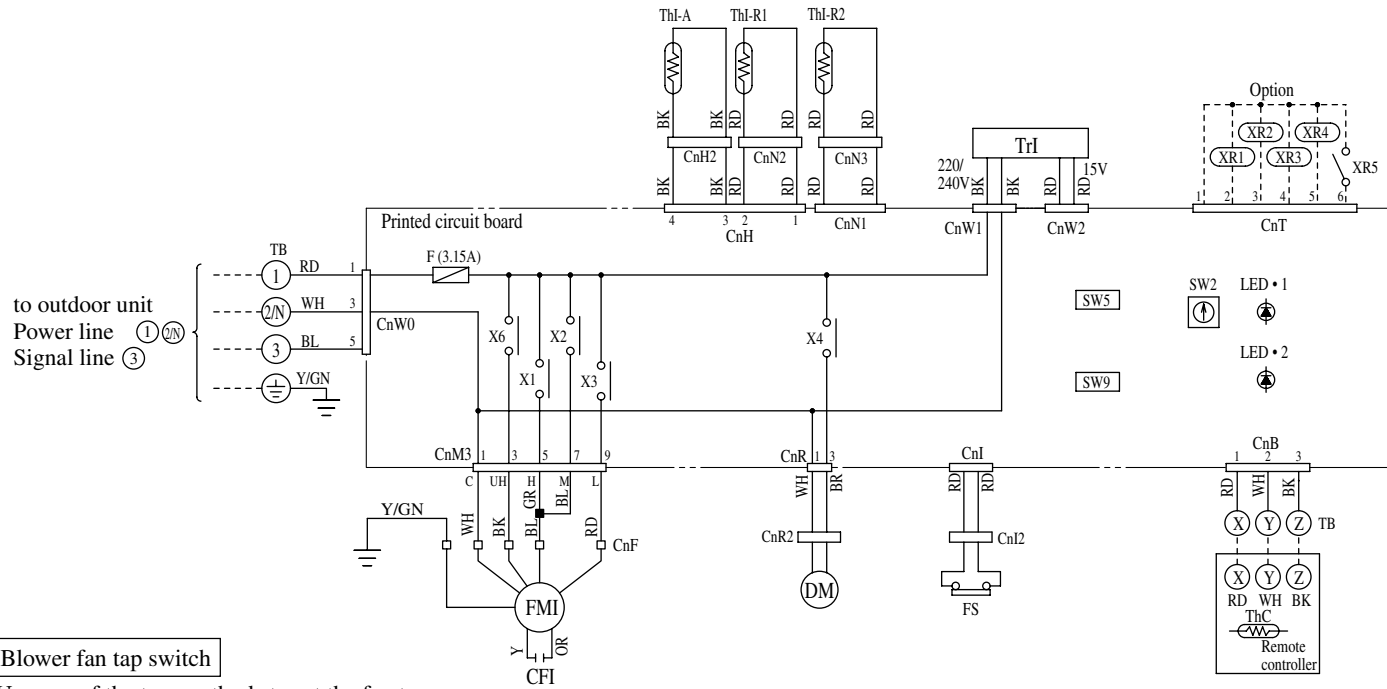 ThI-A ThI-R1 ThI-R2
BK BK RD RD RD RD
CnH2 CnN2 CnN3
BK BK RD RD RD RD
4 3 2 1
CnH CnN1
TrI
220/
240V
15V
BK BK RD RD
CnW1 CnW2
Option
XR2 XR4
XR1 XR3
XR5
1 2 3 4 5 6
CnT
Printed circuit board
TB
1 RD 1
2/N WH 3
3 BL 5
Y/GN
CnW0
to outdoor unit
Power line 1 2/N
Signal line 3
F (3.15A)
X6 X2 X4
X1 X3
SW5
SW9
SW2
LED • 1
LED • 2
CnM3 1 3 5 7 9
C UH H M L
WH BK GR BL BL RD
Y/GN
CnF
FMI
Y OR
CFI
CnR 1 3
WH BR
CnR2
DM
CnI
RD RD
CnI2
FS
CnB
1 2 3
RD WH BK
X Y Z TB
X Y Z
RD WH BK
ThC
Remote
controller
Blower fan tap switch